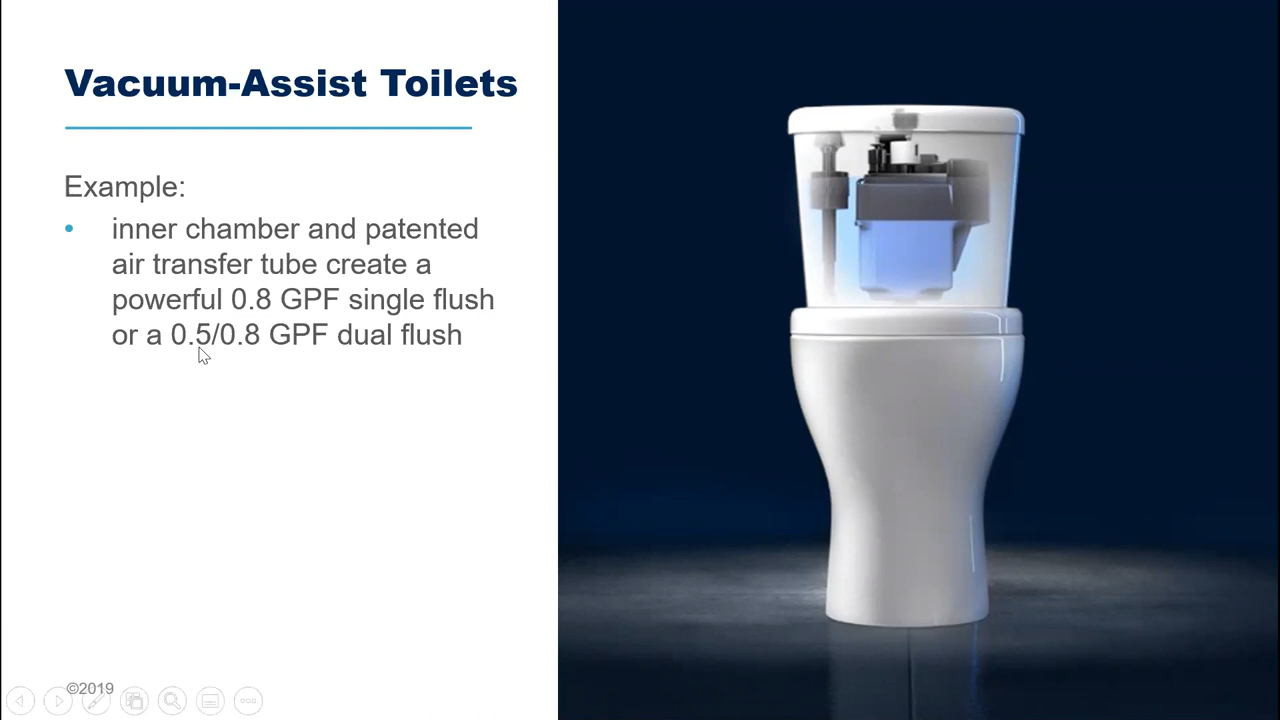 Vacuum-Assist Toilets
Example:
• inner chamber and patented
air transfer tube create a
powerful 0.8 GPF single flush
or a 0.5/0.8 GPF dual flush
©2019